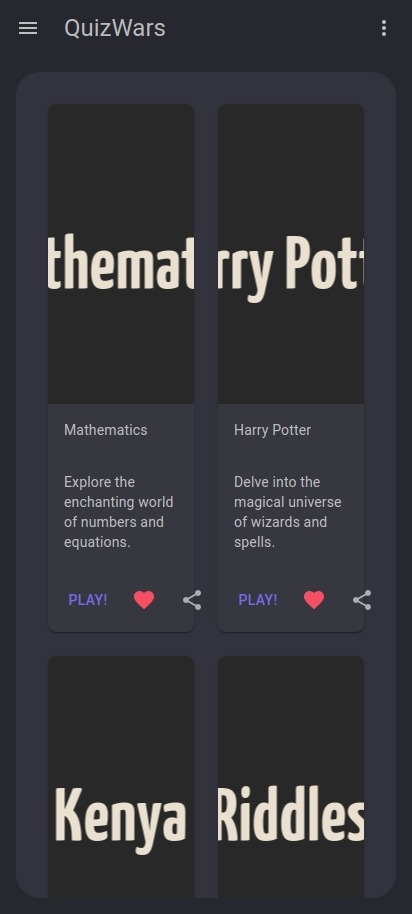 QuizWars
themat
rry Pott
Mathematics
Explore the
enchanting world
of numbers and
equations.
PLAY!
Harry Potter
Delve into the
magical universe
of wizards and
spells.
PLAY!
Kenya
Riddles